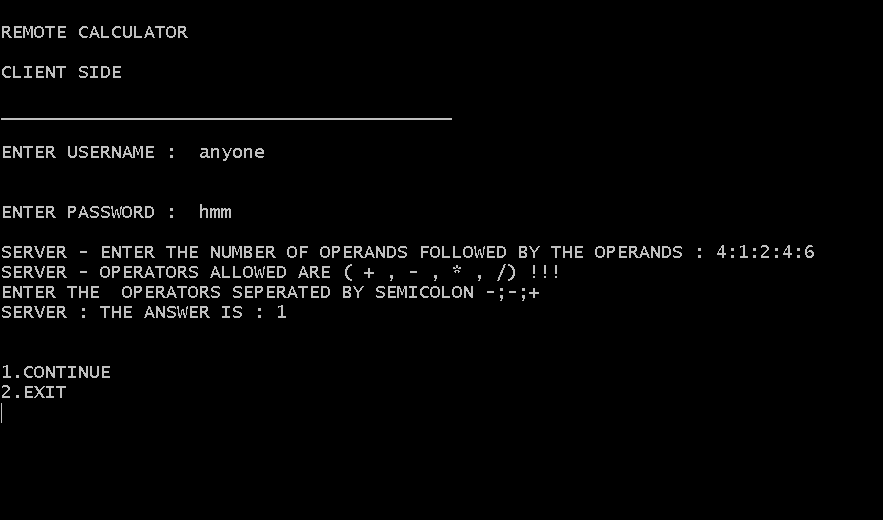 REMOTE CALCULATOR
CLIENT SIDE
ENTER USERNAME :  anyone
ENTER PASSWORD :  hmm
SERVER - ENTER THE NUMBER OF OPERANDS FOLLOWED BY THE OPERANDS : 4:1:2:4:6
SERVER - OPERATORS ALLOWED ARE ( + , - , * , /) !!!
ENTER THE  OPERATORS SEPERATED BY SEMICOLON -;-;+
SERVER : THE ANSWER IS : 1
1.CONTINUE
2.EXIT